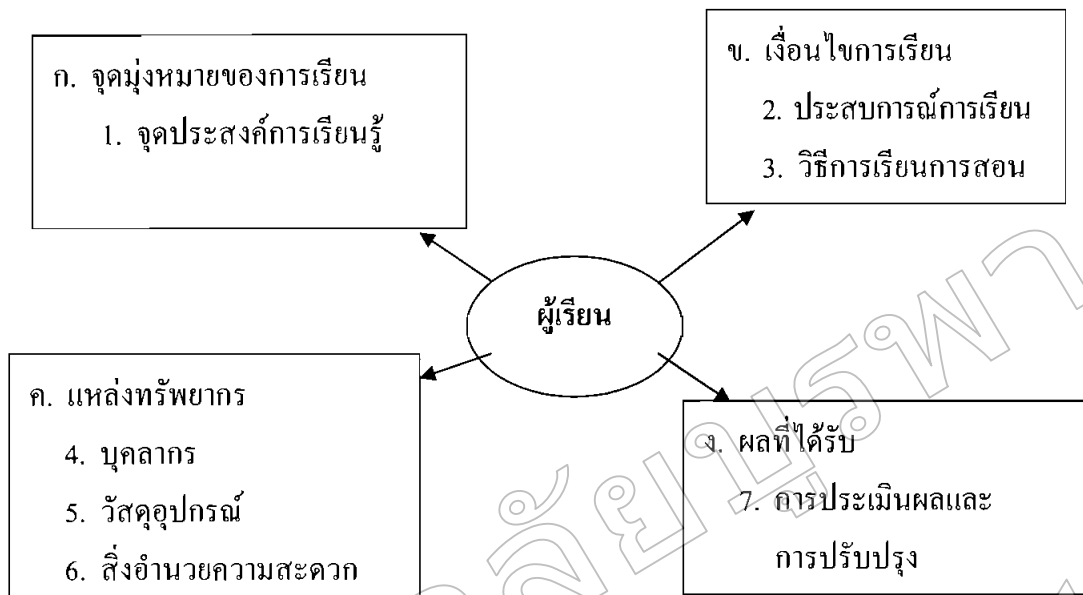 ก. จุดมุ่งหมายของการเรียน
1. จุดประสงค์การเรียนรู้
ข. เงื่อนไขการเรียน
2. ประสบการณ์การเรียน
3. วิธีการเรียนการสอน
ผู้เรียน
ค. แหล่งทรัพยากร
4. บุคลากร
5. วัสดุอุปกรณ์
6. สิ่งอำนวยความสะดวก
ง. ผลที่ได้รับ
7. การประเมินผลและ
การปรับปรุง